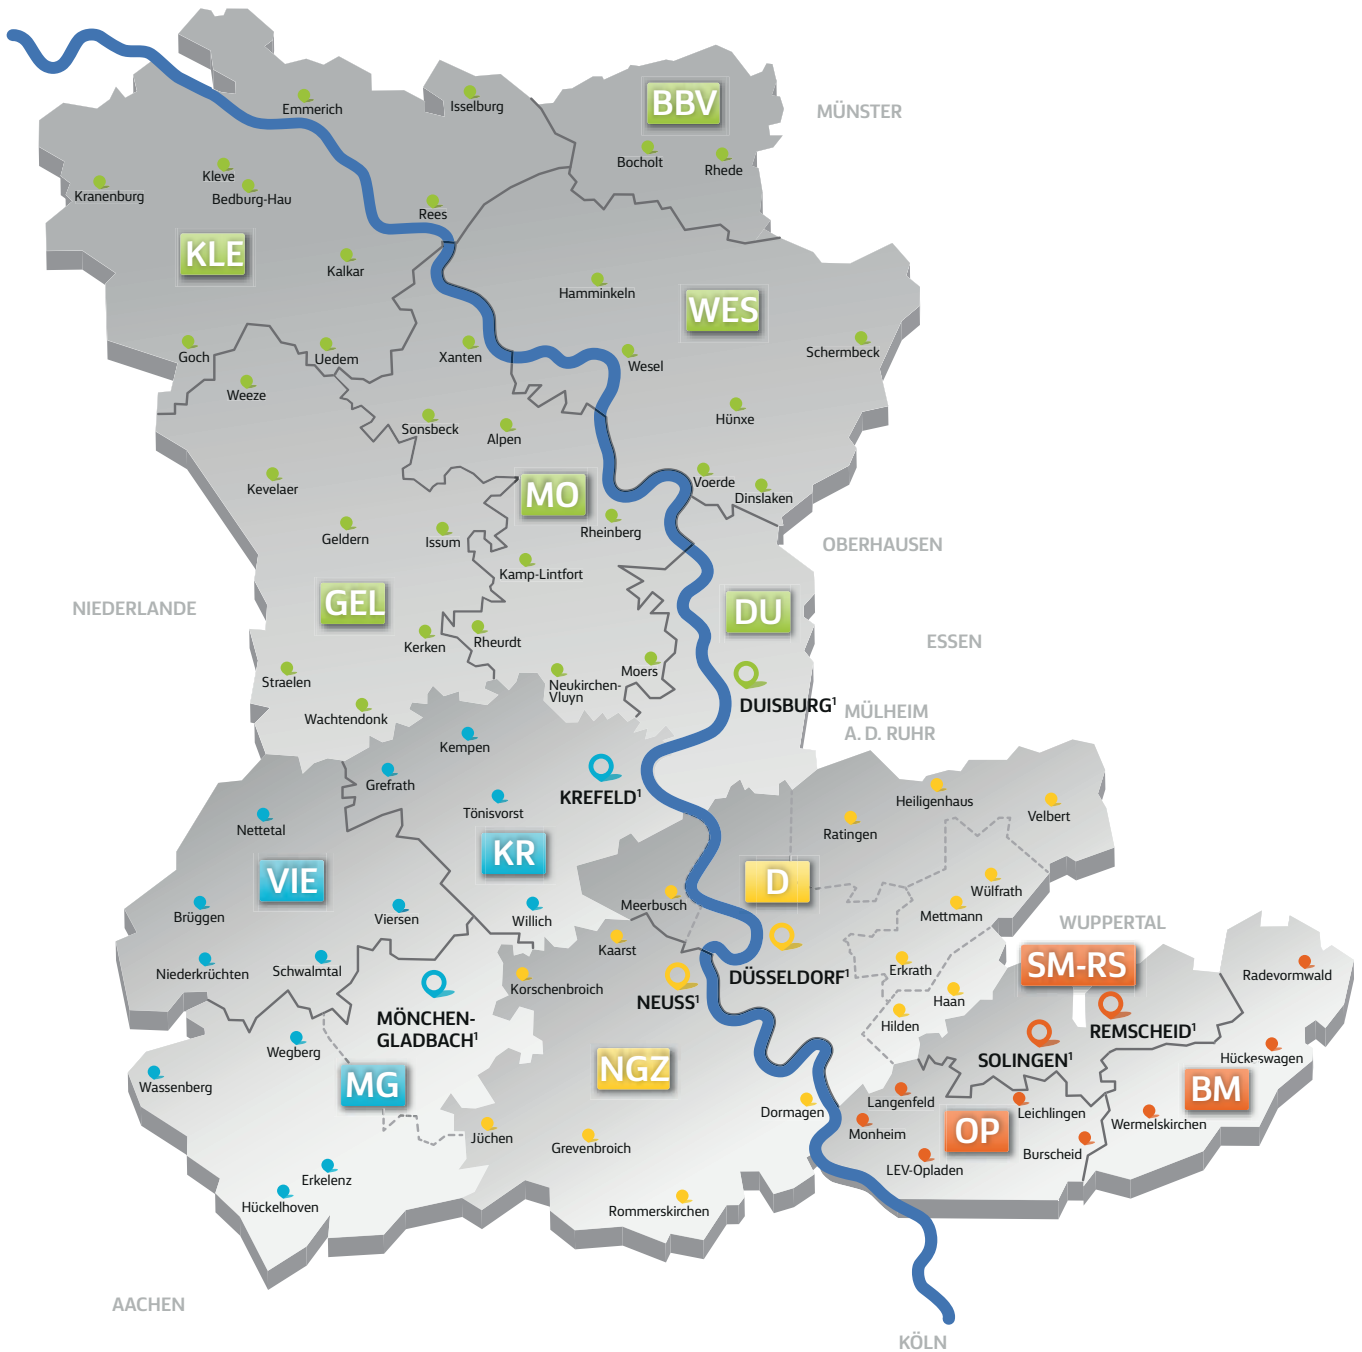 BBV
MÜNSTER
Emmerich
Isselburg
Bocholt
Rhede
Kleve
Bedburg-Hau
Kranenburg
Rees
KLE
Kalkar
Hamminkeln
WES
Goch
Uedem
Xanten
Wesel
Schermbeck
Weeze
Sonsbeck
Alpen
Hünxe
Kevelaer
MO
Voerde
Dinslaken
Geldern
Issum
Rheinberg
OBERHAUSEN
Kamp-Lintfort
NIEDERLANDE
GEL
DU
ESSEN
Kerken
Rheurdt
Straelen
Moers
Neukirchen-
Vluyn
DUISBURG¹
MÜLHEIM
A. D. RUHR
Wachtendonk
Kempen
Grefrath
KREFELD¹
Tönisvorst
Heiligenhaus
Velbert
Nettetal
Ratingen
KR
VIE
D
Wülfrath
Brüggen
Viersen
Willich
Meerbusch
Mettmann
WUPPERTAL
Kaarst
Niederkrüchten
Schwalmtal
Korschenbroich
NEUSS¹
DÜSSELDORF¹
Erkrath
Haan
SM-RS
Radevormwald
MÖNCHEN-
GLADBACH¹
Hilden
REMSCHEID¹
SOLINGEN¹
Hückeswagen
Wegberg
Wassenberg
MG
NGZ
BM
Dormagen
Langenfeld
Leichlingen
Wermelskirchen
Jüchen
Grevenbroich
Monheim
OP
Burscheid
LEV-Opladen
Erkelenz
Hückelhoven
Rommerskirchen
AACHEN
KÖLN